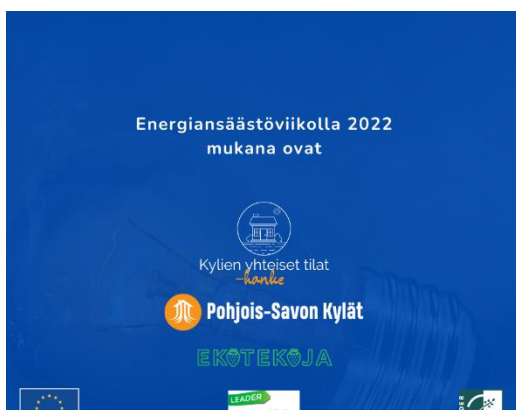 Energiansäästöviikolla 2022
mukana ovat
Kylien yhteiset tilat
-hanke
Pohjois-Savon Kylät
EKOTEKOJA
LEADER